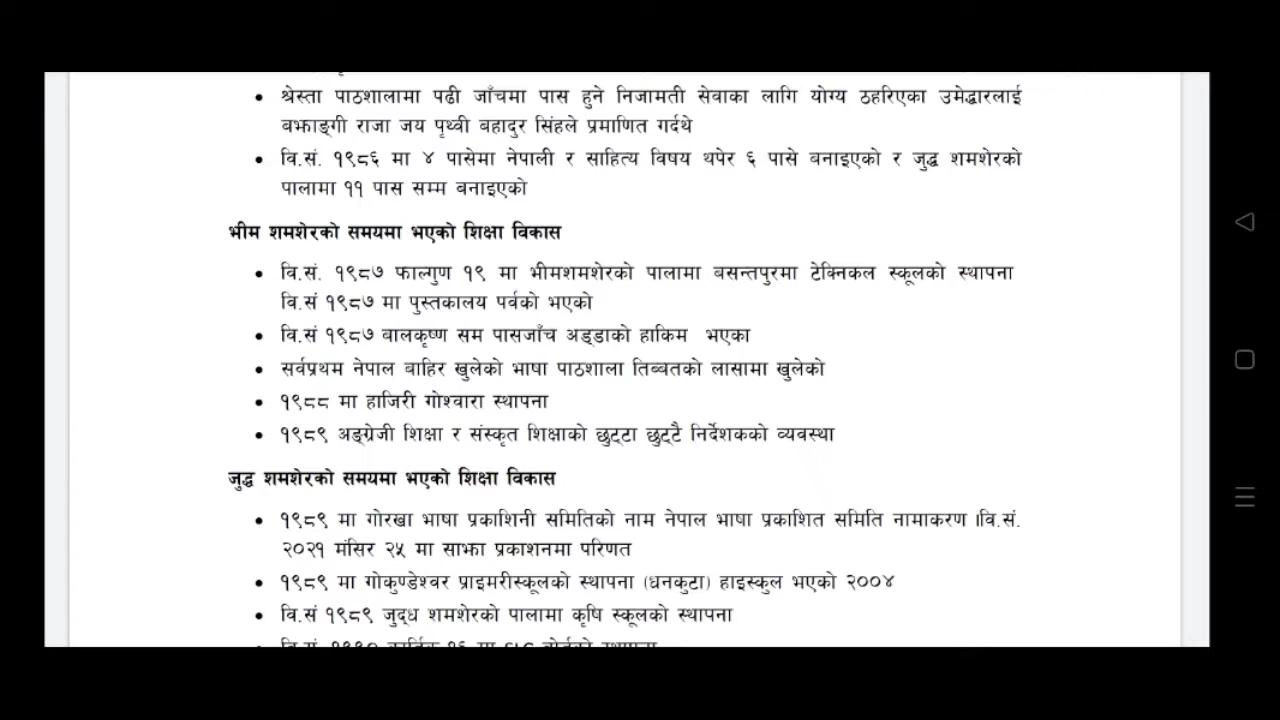 • श्रेस्ता पाठशालामा पढी जाँचमा पास हुने निजामती सेवाका लागि योग्य ठहरिएका उमेद्धारलाई
बझाङ्गी राजा जय पृथ्वी बहादुर सिंहले प्रमाणित गर्दथे
• वि.सं. १९८६ मा ४ पासेमा नेपाली र साहित्य विषय थपेर ६ पासे बनाइएको र जुद्ध शमशेरको
पालामा ११ पास सम्म बनाइएको
भीम शमशेरको समयमा भएको शिक्षा विकास
• वि.सं. १९८७ फाल्गुण १९ मा भीमशमशेरको पालामा बसन्तपुरमा टेक्निकल स्कूलको स्थापना
वि.सं १९८७ मा पुस्तकालय पर्वको भएको
• वि.सं १९८७ बालकृष्ण सम पासजाँच अड्डाको हाकिम भएका
• सर्वप्रथम नेपाल बाहिर खुलेको भाषा पाठशाला तिब्बतको लासामा खुलेको
• १९८८ मा हाजिरी गोश्वारा स्थापना
• १९८९ अङ्ग्रेजी शिक्षा र संस्कृत शिक्षाको छुट्टा छुट्टै निर्देशकको व्यवस्था
जुद्ध शमशेरको समयमा भएको शिक्षा विकास
• १९८९ मा गोरखा भाषा प्रकाशिनी समितिको नाम नेपाल भाषा प्रकाशित समिति नामाकरण ।वि.सं.
२०२१ मंसिर २५ मा साझा प्रकाशनमा परिणत
• १९८९ मा गोकुण्डेश्वर प्राइमरीस्कूलको स्थापना (धनकुटा) हाइस्कुल भएको २००४
• वि.सं १९८९ जुद्ध शमशेरको पालामा कृषि स्कूलको स्थापना